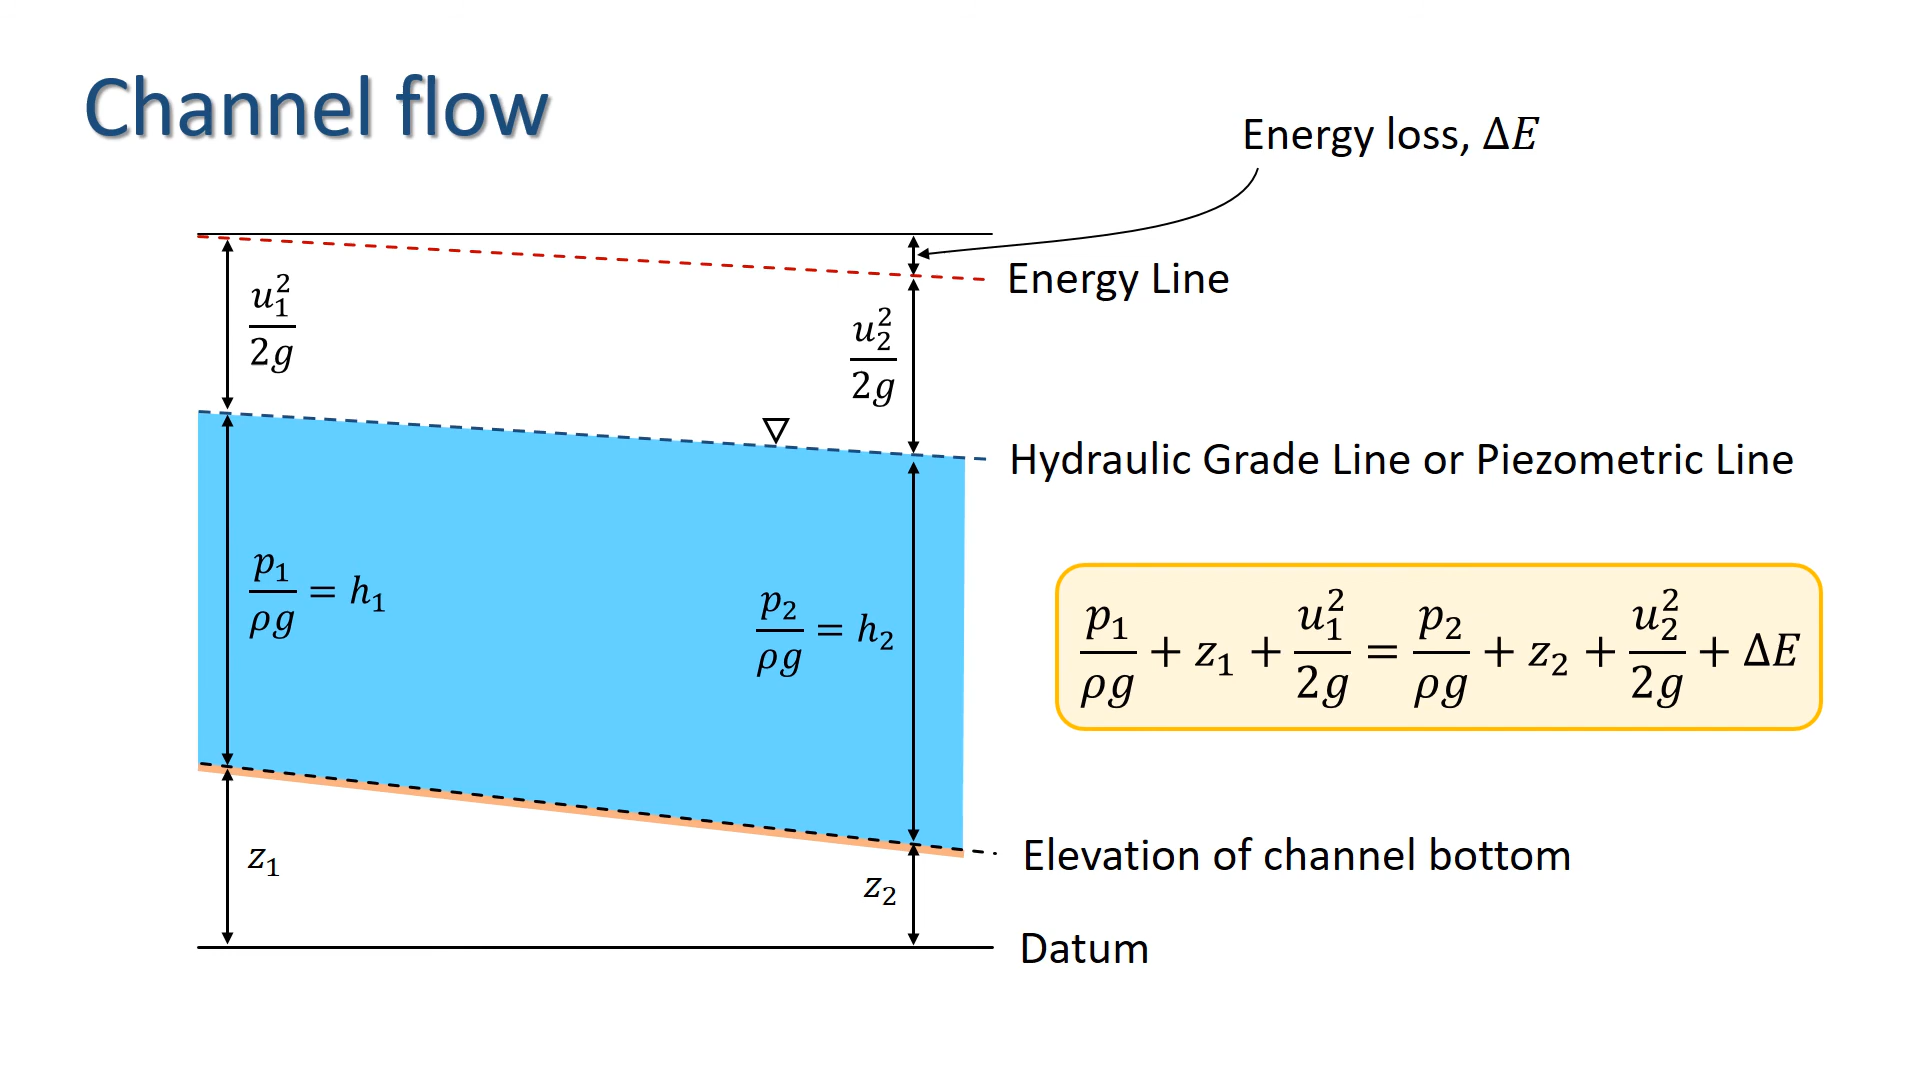 Channel flow
Energy loss, ΔE
Energy Line
u₁²/2g
u₂²/2g
Hydraulic Grade Line or Piezometric Line
p₁/ρg = h₁
p₂/ρg = h₂
p₁/ρg + z₁ + u₁²/2g = p₂/ρg + z₂ + u₂²/2g + ΔE
Elevation of channel bottom
z₁
z₂
Datum